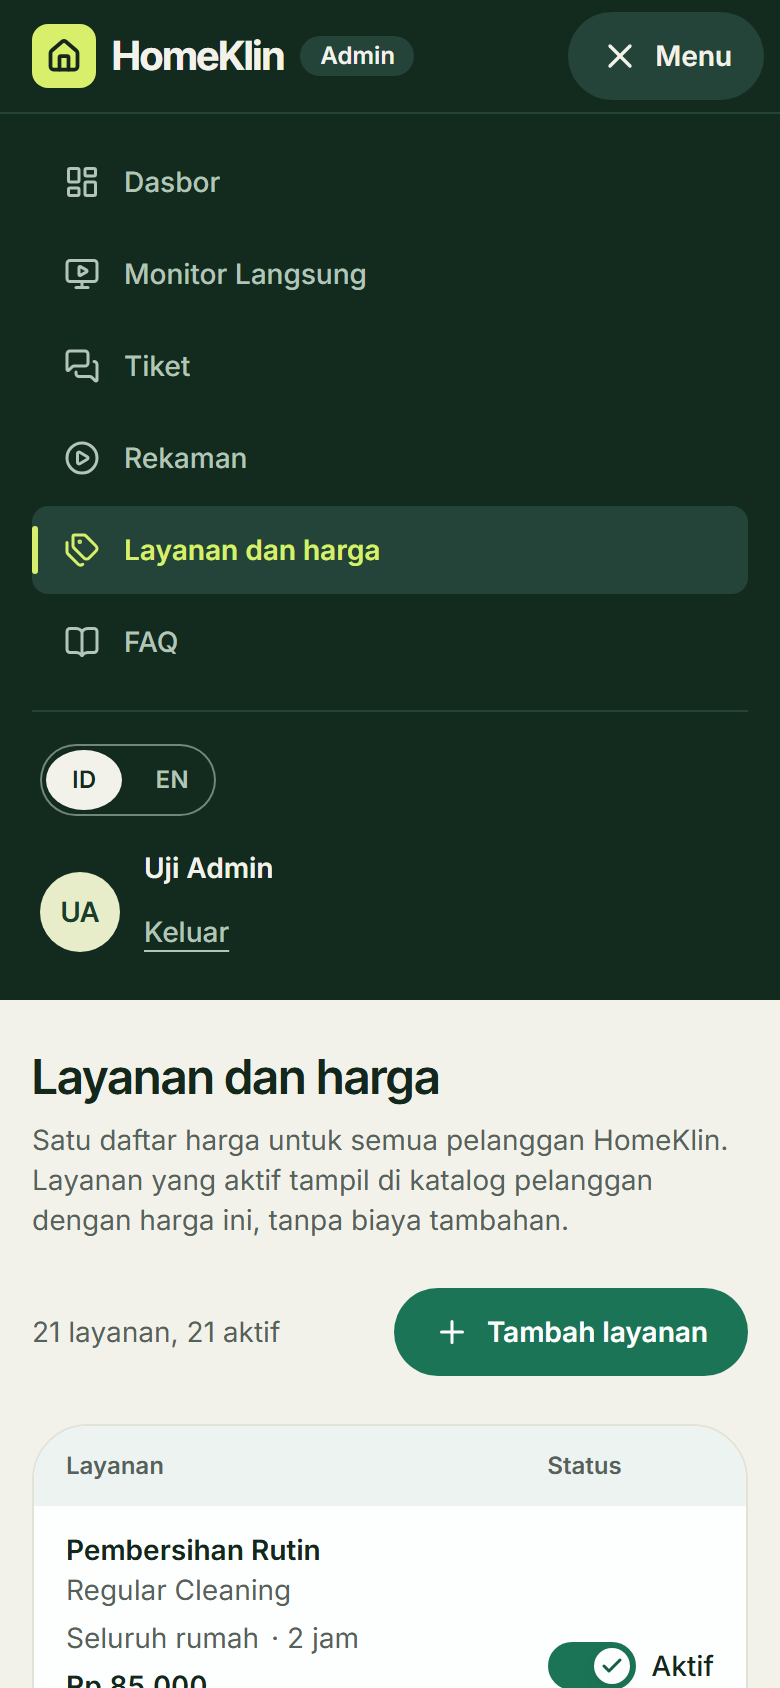 HomeKlin Admin Menu
Dasbor
Monitor Langsung
Tiket
Rekaman
Layanan dan harga
FAQ
ID EN
UA Uji Admin
Keluar
Layanan dan harga
Satu daftar harga untuk semua pelanggan HomeKlin.
Layanan yang aktif tampil di katalog pelanggan
dengan harga ini, tanpa biaya tambahan.
21 layanan, 21 aktif + Tambah layanan
Layanan Status
Pembersihan Rutin
Regular Cleaning
Seluruh rumah · 2 jam
Aktif
Rp 85.000